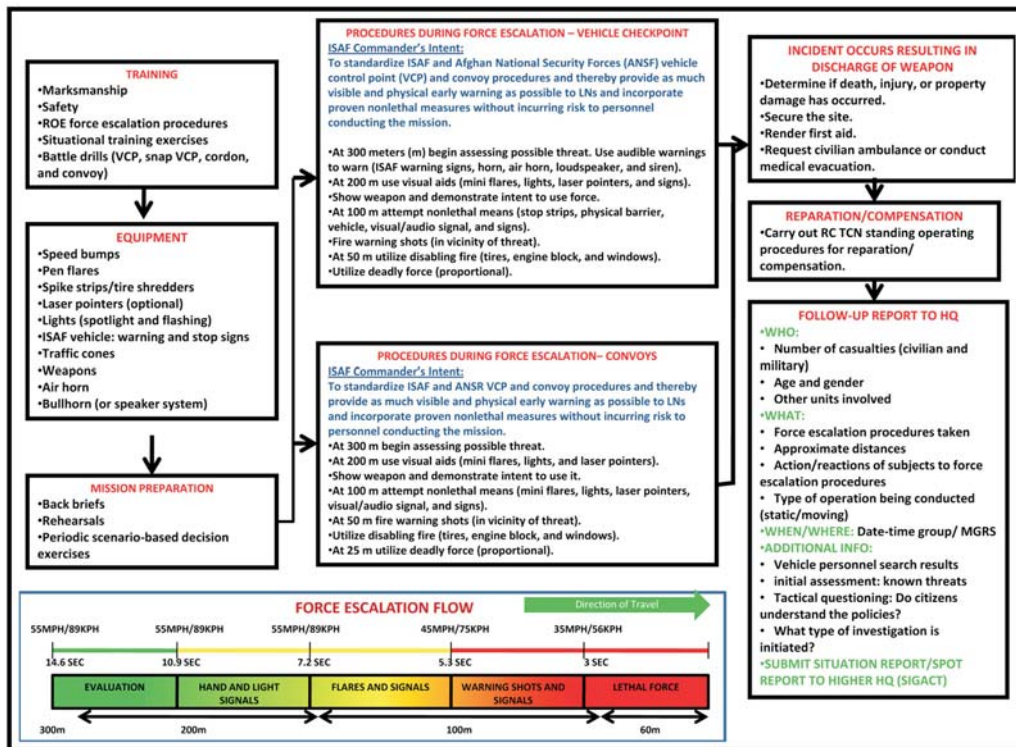 TRAINING
•Marksmanship
•Safety
•ROE force escalation procedures
•Situational training exercises
•Battle drills (VCP, snap VCP, cordon,
and convoy)
EQUIPMENT
•Speed bumps
•Pen flares
•Spike strips/tire shredders
•Laser pointers (optional)
•Lights (spotlight and flashing)
•ISAF vehicle: warning and stop signs
•Traffic cones
•Weapons
•Air horn
•Bullhorn (or speaker system)
MISSION PREPARATION
•Back briefs
•Rehearsals
•Periodic scenario-based decision
exercises
PROCEDURES DURING FORCE ESCALATION – VEHICLE CHECKPOINT
ISAF Commander's Intent:
To standardize ISAF and Afghan National Security Forces (ANSF) vehicle
control point (VCP) and convoy procedures and thereby provide as much
visible and physical early warning as possible to LNs and incorporate
proven nonlethal measures without incurring risk to personnel
conducting the mission.
•At 300 meters (m) begin assessing possible threat. Use audible warnings
to warn (ISAF warning signs, horn, air horn, loudspeaker, and siren).
•At 200 m use visual aids (mini flares, lights, laser pointers, and signs).
•Show weapon and demonstrate intent to use force.
•At 100 m attempt nonlethal means (stop strips, physical barrier,
vehicle, visual/audio signal, and signs).
•Fire warning shots (in vicinity of threat).
•At 50 m utilize disabling fire (tires, engine block, and windows).
•Utilize deadly force (proportional).
PROCEDURES DURING FORCE ESCALATION– CONVOYS
ISAF Commander's Intent:
To standardize ISAF and ANSR VCP and convoy procedures and thereby
provide as much visible and physical early warning as possible to LNs
and incorporate proven nonlethal measures without incurring risk to
personnel conducting the mission.
•At 300 m begin assessing possible threat.
•At 200 m use visual aids (mini flares, lights, and laser pointers).
•Show weapon and demonstrate intent to use it.
•At 100 m attempt nonlethal means (mini flares, lights, laser pointers,
visual/audio signal, and signs).
•At 50 m fire warning shots (in vicinity of threat).
•Utilize disabling fire (tires, engine block, and windows).
•At 25 m utilize deadly force (proportional).
INCIDENT OCCURS RESULTING IN
DISCHARGE OF WEAPON
•Determine if death, injury, or property
damage has occurred.
•Secure the site.
•Render first aid.
•Request civilian ambulance or conduct
medical evacuation.
REPARATION/COMPENSATION
•Carry out RC TCN standing operating
procedures for reparation/
compensation.
FOLLOW-UP REPORT TO HQ
•WHO:
• Number of casualties (civilian and
military)
• Age and gender
• Other units involved
•WHAT:
• Force escalation procedures taken
• Approximate distances
• Action/reactions of subjects to force
escalation procedures
• Type of operation being conducted
(static/moving)
•WHEN/WHERE: Date-time group/ MGRS
•ADDITIONAL INFO:
• Vehicle personnel search results
• initial assessment: known threats
• Tactical questioning: Do citizens
understand the policies?
• What type of investigation is
initiated?
•SUBMIT SITUATION REPORT/SPOT
REPORT TO HIGHER HQ (SIGACT)
FORCE ESCALATION FLOW
Direction of Travel
55MPH/89KPH 55MPH/89KPH 55MPH/89KPH 45MPH/75KPH 35MPH/56KPH
14.6 SEC 10.9 SEC 7.2 SEC 5.3 SEC 3 SEC
EVALUATION HAND AND LIGHT SIGNALS FLARES AND SIGNALS WARNING SHOTS AND SIGNALS LETHAL FORCE
300m 200m 100m 60m